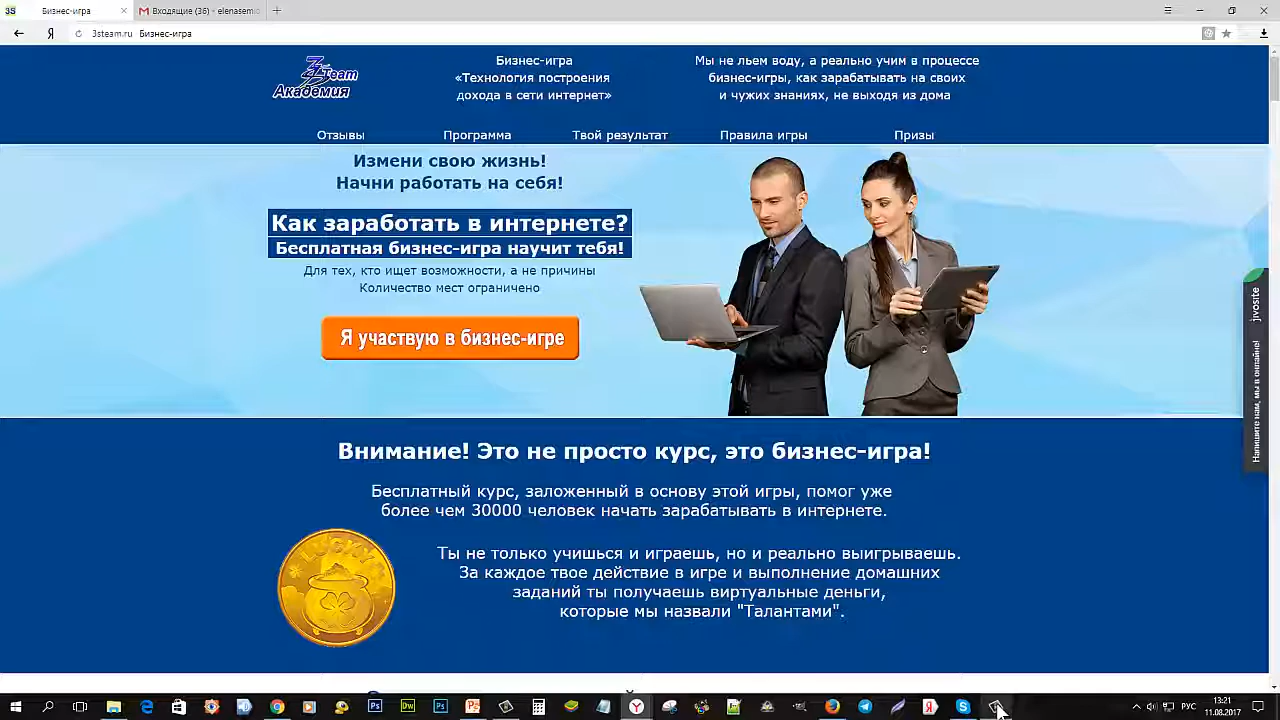 Бизнес-игра
Входящие (36) - elenasemi
3steam.ru Бизнес-игра
3S Team
Академия
Бизнес-игра
«Технология построения
дохода в сети интернет»
Мы не льем воду, а реально учим в процессе
бизнес-игры, как зарабатывать на своих
и чужих знаниях, не выходя из дома
Отзывы
Программа
Твой результат
Правила игры
Призы
Измени свою жизнь!
Начни работать на себя!
Как заработать в интернете?
Бесплатная бизнес-игра научит тебя!
Для тех, кто ищет возможности, а не причины
Количество мест ограничено
Я участвую в бизнес-игре
jivosite
Напишите нам, мы в онлайне!
Внимание! Это не просто курс, это бизнес-игра!
Бесплатный курс, заложенный в основу этой игры, помог уже
более чем 30000 человек начать зарабатывать в интернете.
LUCKY
Ты не только учишься и играешь, но и реально выигрываешь.
За каждое твое действие в игре и выполнение домашних
заданий ты получаешь виртуальные деньги,
которые мы назвали "Талантами".
РУС
13:21
11.08.2017